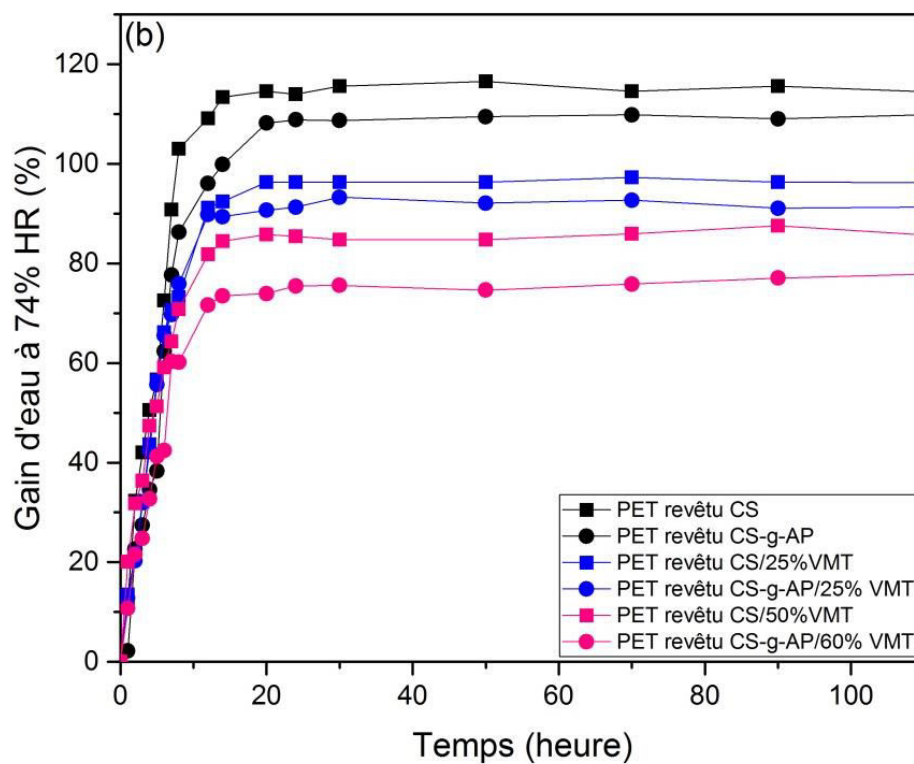 (b)
Gain d'eau à 74% HR (%)
120
100
80
60
40
20
0
PET revêtu CS
PET revêtu CS-g-AP
PET revêtu CS/25%VMT
PET revêtu CS-g-AP/25% VMT
PET revêtu CS/50%VMT
PET revêtu CS-g-AP/60% VMT
0 20 40 60 80 100
Temps (heure)